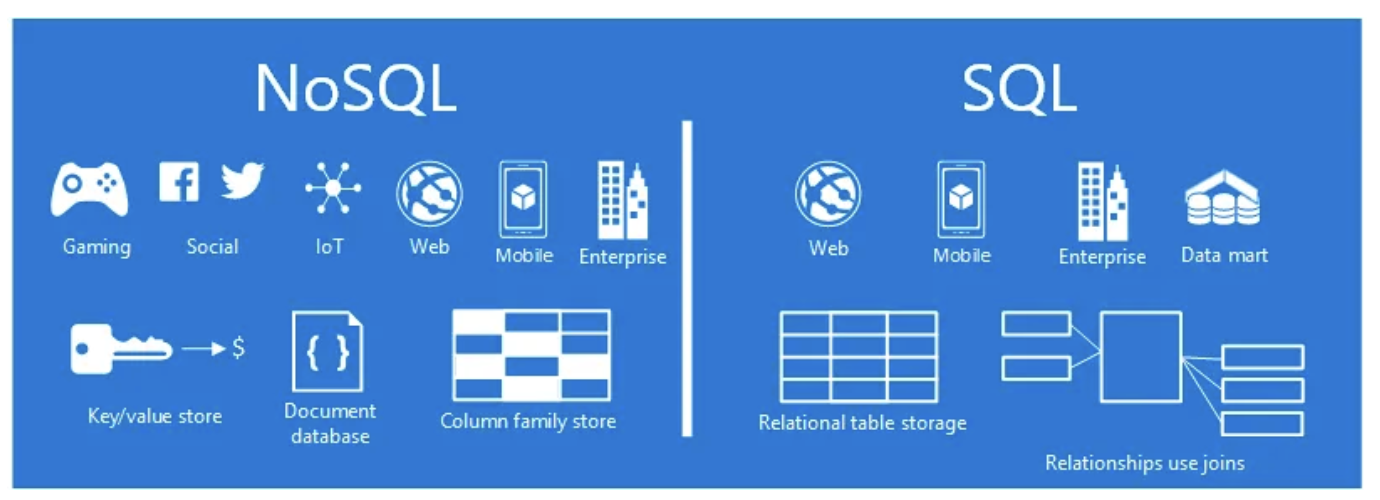 NoSQL
SQL
Gaming
Social
IoT
Web
Mobile
Enterprise
Web
Mobile
Enterprise
Data mart
$
{ }
Key/value store
Document
database
Column family store
Relational table storage
Relationships use joins